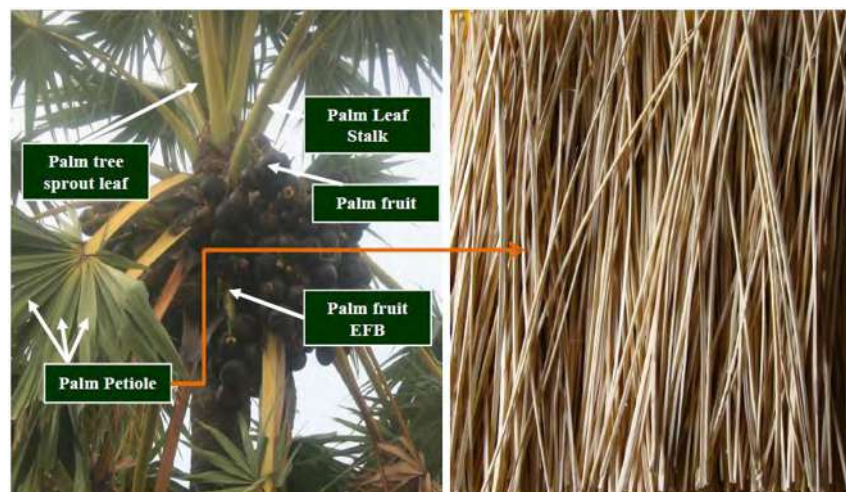 Palm Leaf
Stalk
Palm tree
sprout leaf
Palm fruit
Palm fruit
EFB
Palm Petiole